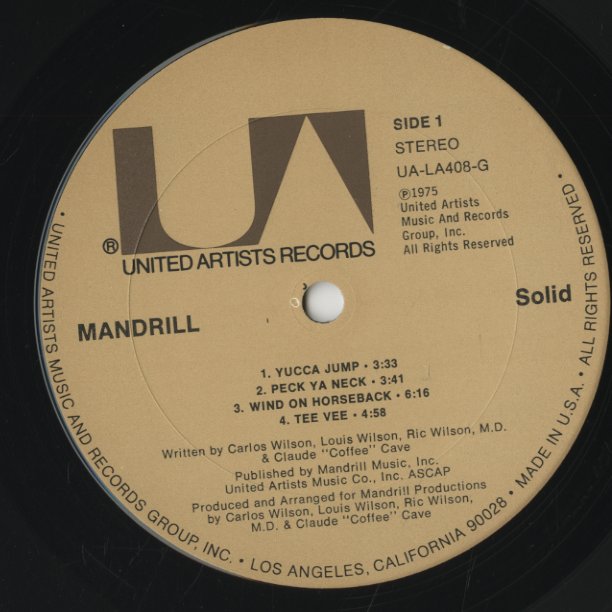 UA
SIDE 1
STEREO
UA-LA408-G
℗1975
United Artists
Music And Records
Group, Inc.
All Rights Reserved
®
UNITED ARTISTS RECORDS
MANDRILL
Solid
1. YUCCA JUMP • 3:33
2. PECK YA NECK • 3:41
3. WIND ON HORSEBACK • 6:16
4. TEE VEE • 4:58
Written by Carlos Wilson, Louis Wilson, Ric Wilson, M.D.
& Claude "Coffee" Cave
Published by Mandrill Music, Inc.
United Artists Music Co., Inc. ASCAP
Produced and Arranged for Mandrill Productions
by Carlos Wilson, Louis Wilson, Ric Wilson,
M.D. & Claude "Coffee" Cave
• UNITED ARTISTS MUSIC AND RECORDS GROUP, INC. • LOS ANGELES, CALIFORNIA 90028 • MADE IN U.S.A. • ALL RIGHTS RESERVED •